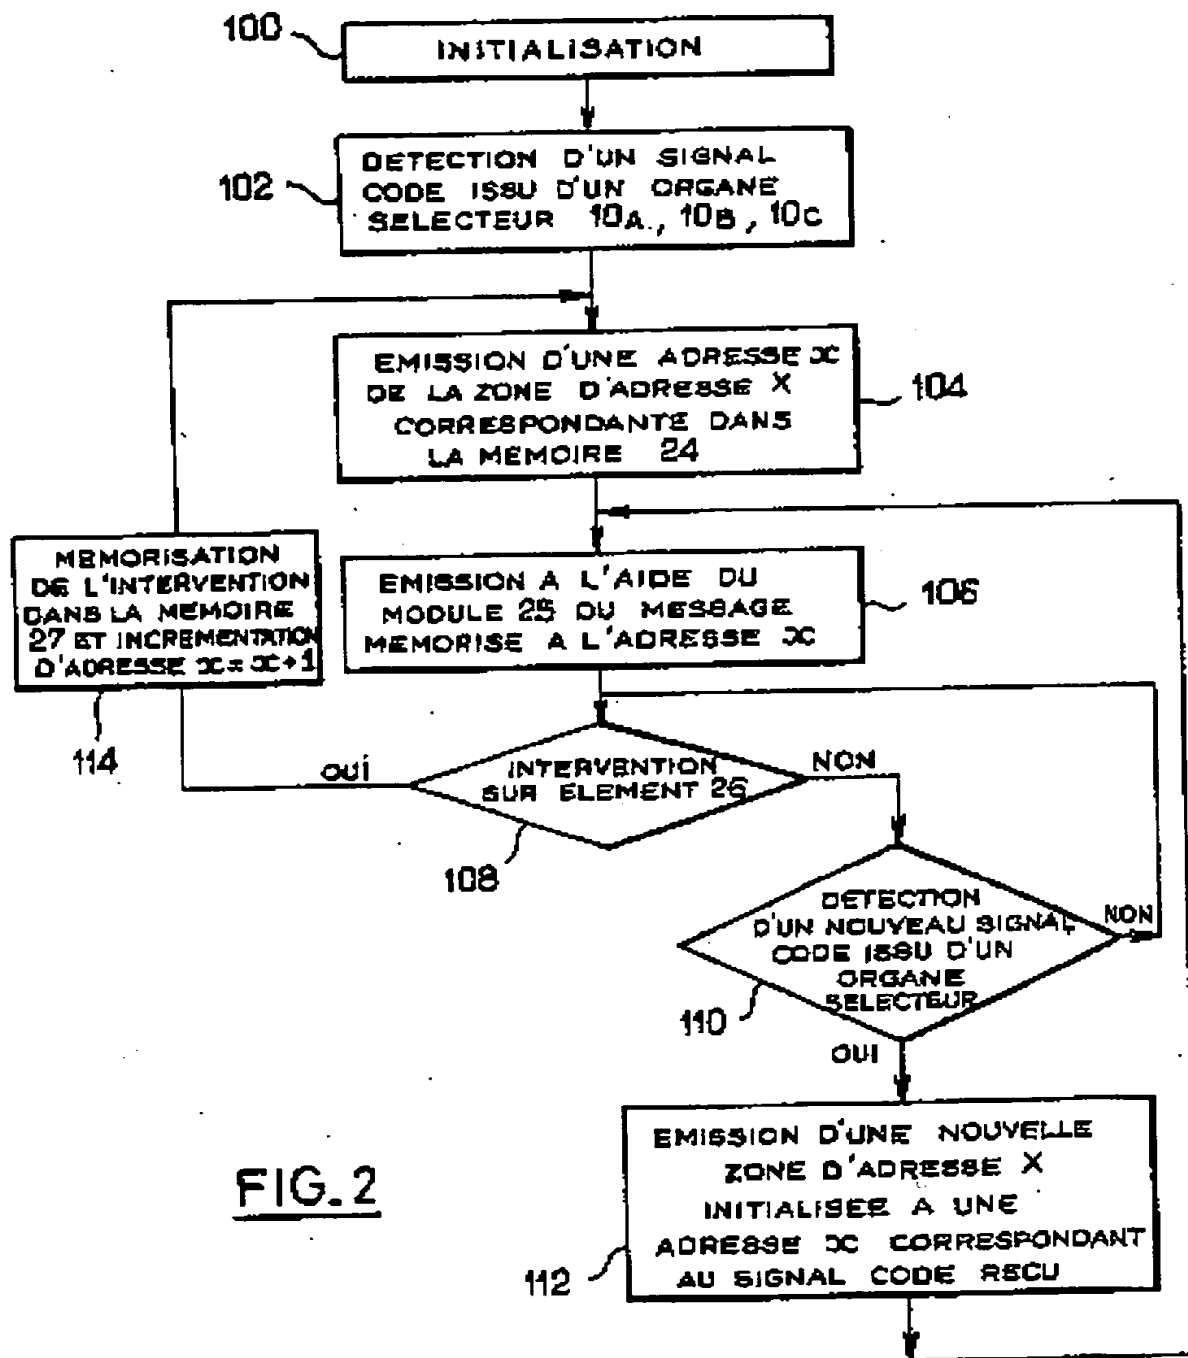 100
INITIALISATION
102
DETECTION D'UN SIGNAL
CODE ISSU D'UN ORGANE
SELECTEUR 10A., 10B, 10C
EMISSION D'UNE ADRESSE x
DE LA ZONE D'ADRESSE X
CORRESPONDANTE DANS
LA MEMOIRE 24
104
MEMORISATION
DE L'INTERVENTION
DANS LA MEMOIRE
27 ET INCREMENTATION
D'ADRESSE x = x + 1
114
EMISSION A L'AIDE DU
MODULE 25 DU MESSAGE
MEMORISE A L'ADRESSE x
106
OUI
INTERVENTION
SUR ELEMENT 26
NON
108
DETECTION
D'UN NOUVEAU SIGNAL
CODE ISSU D'UN
ORGANE
SELECTEUR
NON
110
OUI
EMISSION D'UNE NOUVELLE
ZONE D'ADRESSE X
INITIALISEE A UNE
ADRESSE x CORRESPONDANT
AU SIGNAL CODE RECU
112
FIG_2